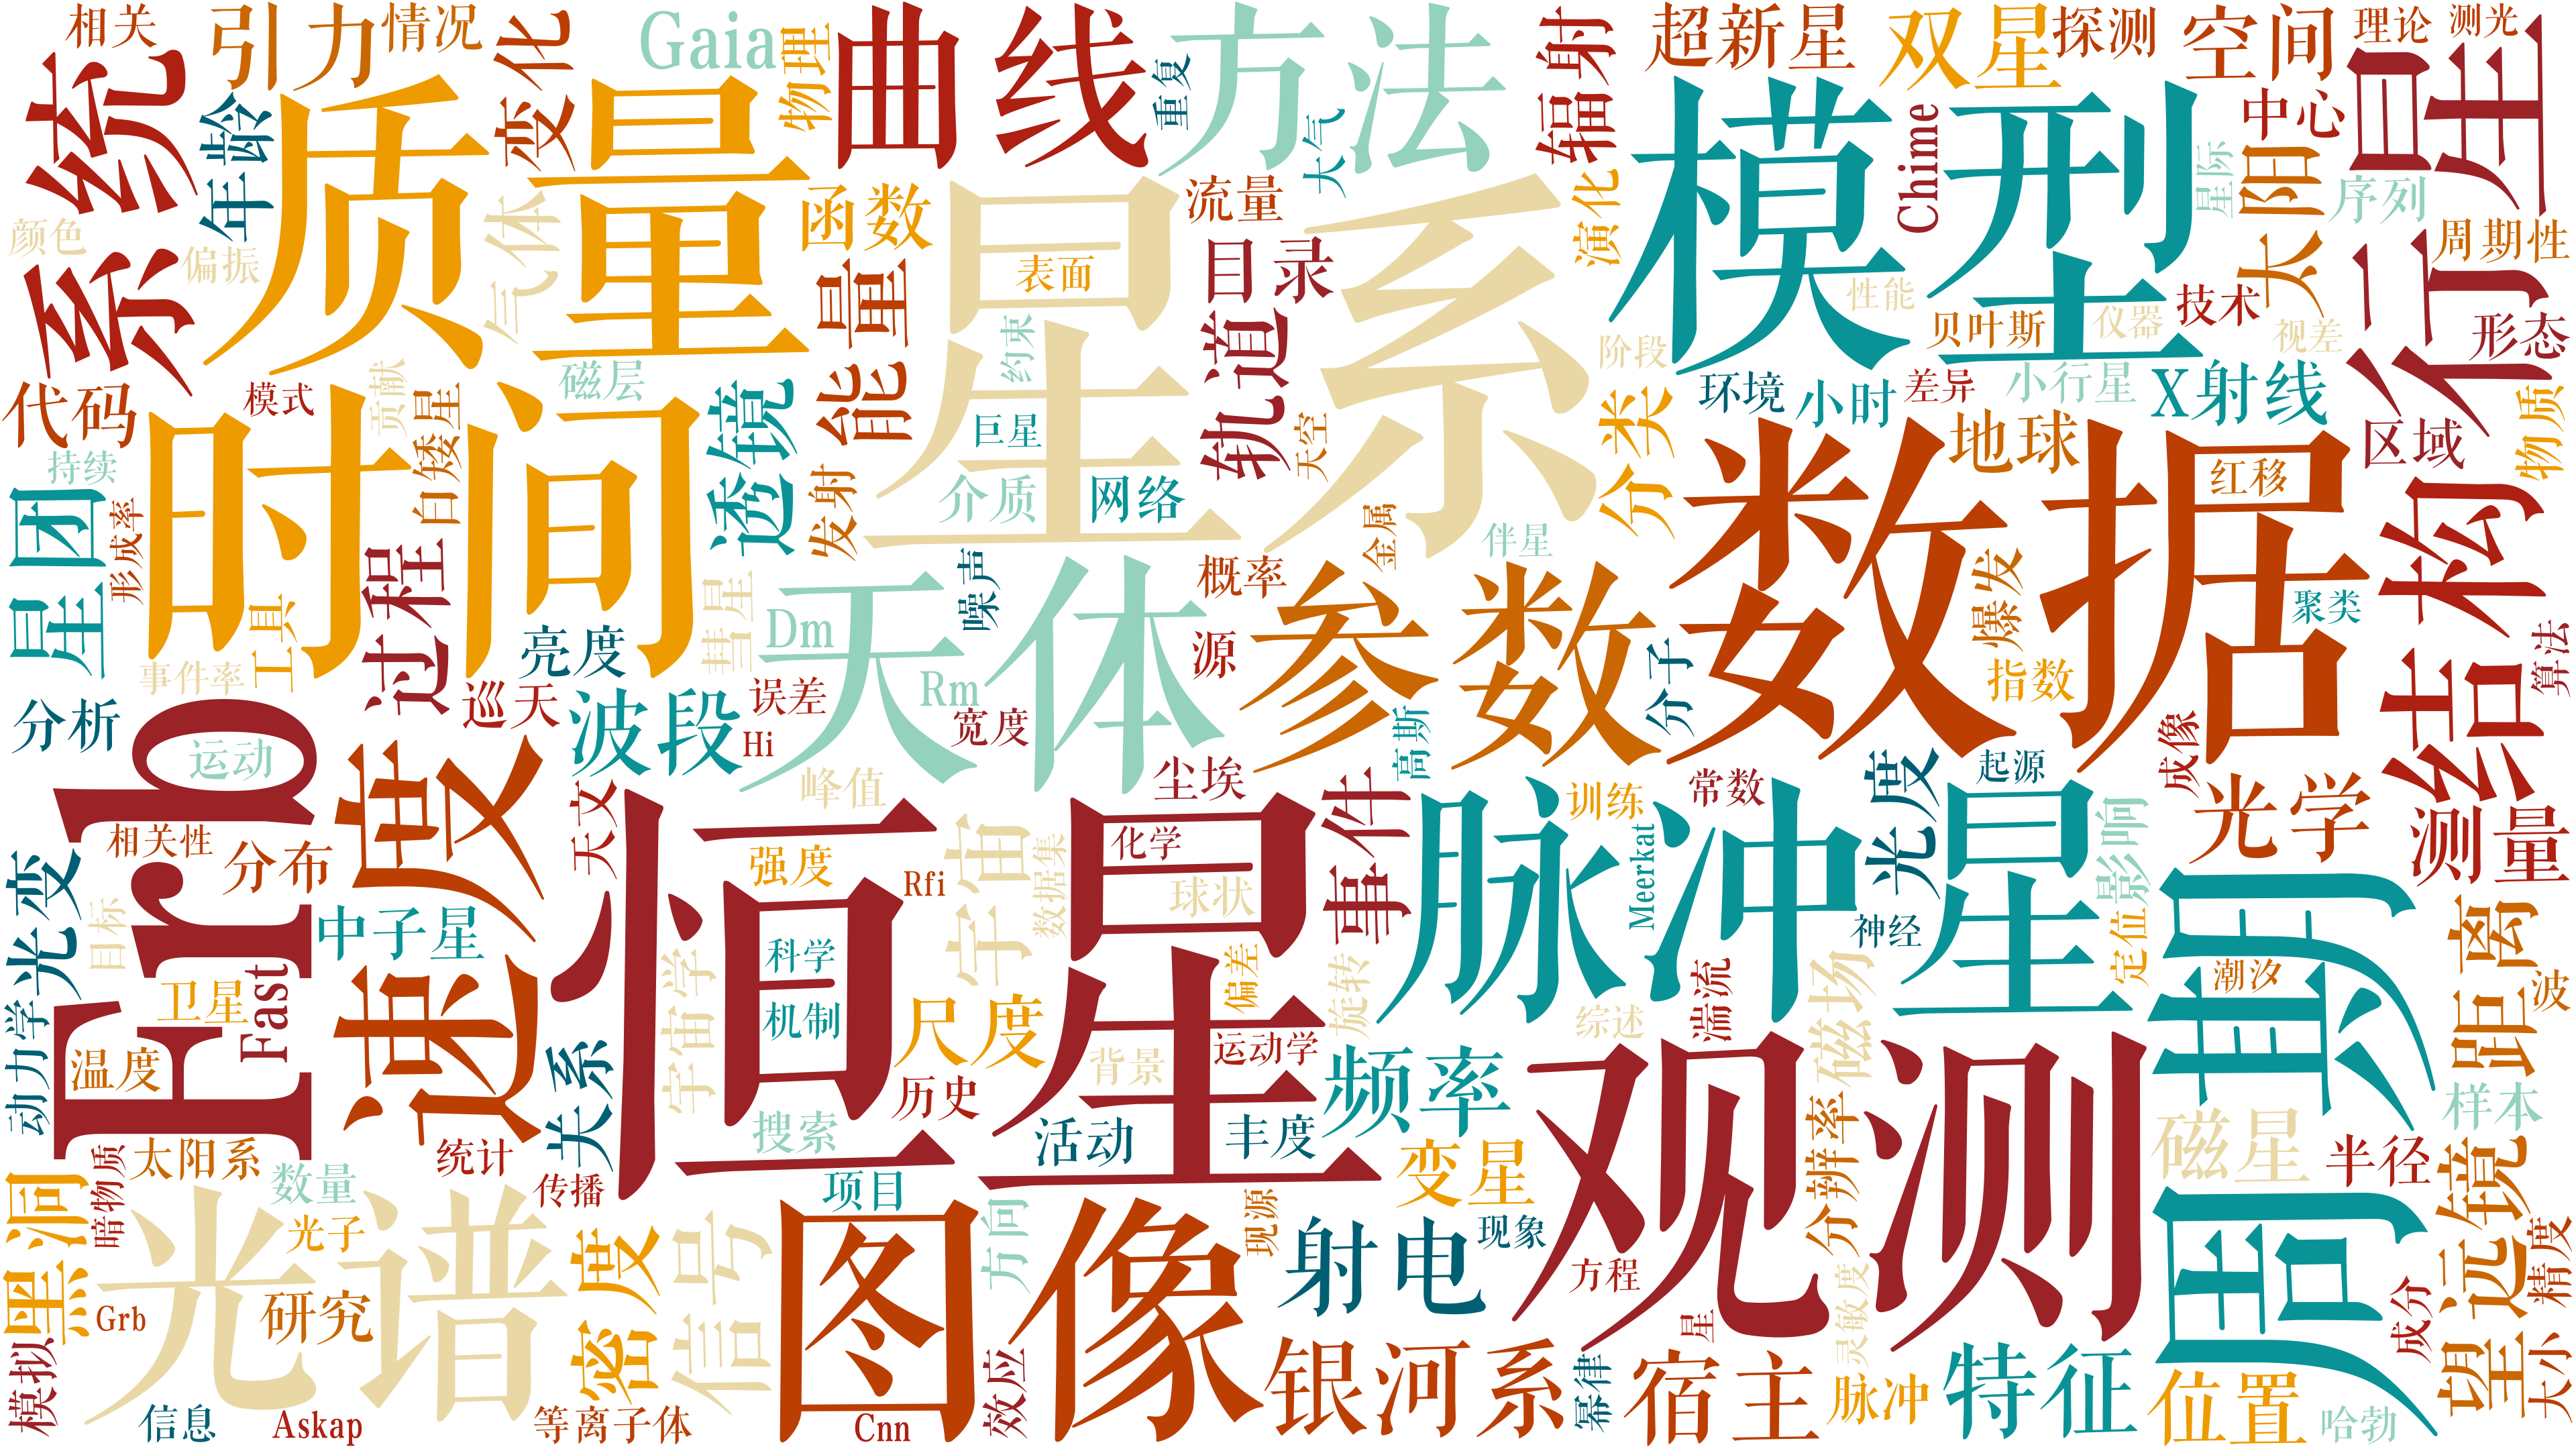 相关
引力
情况
变化
Gaia
物理
曲线
重复
方法
大气
辐射
超新星
双星
探测
空间
理论
测光
中心
行星
系统
年龄
质量
颜色
偏振
气体
函数
能量
星系
表面
流量
目录
轨道
演化
模型
Chime
星际
太阳
序列
周期性
形态
技术
视差
仪器
贝叶斯
性能
阶段
代码
模式
贡献
白矮星
磁层
透镜
约束
巨星
天空
分类
环境
小时
差异
小行星
X射线
地球
区域
物质
持续
星团
形成率
时间
过程
发射
介质
网络
金属
伴星
数据
红移
结构
工具
事件率
亮度
彗星
天体
Dm
噪声
概率
源
参数
分子
爆发
指数
聚类
算法
分析
运动
Frb
巡天
波段
误差
Hi
Rm
宽度
高斯
成像
速度
峰值
尘埃
天文
恒星
事件
脉冲星
训练
常数
光度
起源
光学
测量
光变
相关性
分布
强度
Rfi
宇宙
数据集
化学
球状
Meerkat
神经
影响
周期
距离
目标
中子星
卫星
Fast
科学
机制
宇宙学
偏差
旋转
湍流
磁场
定位
潮汐
波
动力学
温度
关系
尺度
历史
背景
运动学
频率
综述
观测
分辨率
样本
太阳系
暗物质
统计
搜索
活动
丰度
变星
磁星
半径
望远镜
黑洞
数量
光谱
光子
传播
项目
图像
方向
现源
射电
现象
方程
精度
Grb
研究
密度
信号
银河系
星
灵敏度
成分
模拟
信息
Askap
等离子体
Cnn
效应
幂律
宿主
脉冲
特征
位置
哈勃
大小